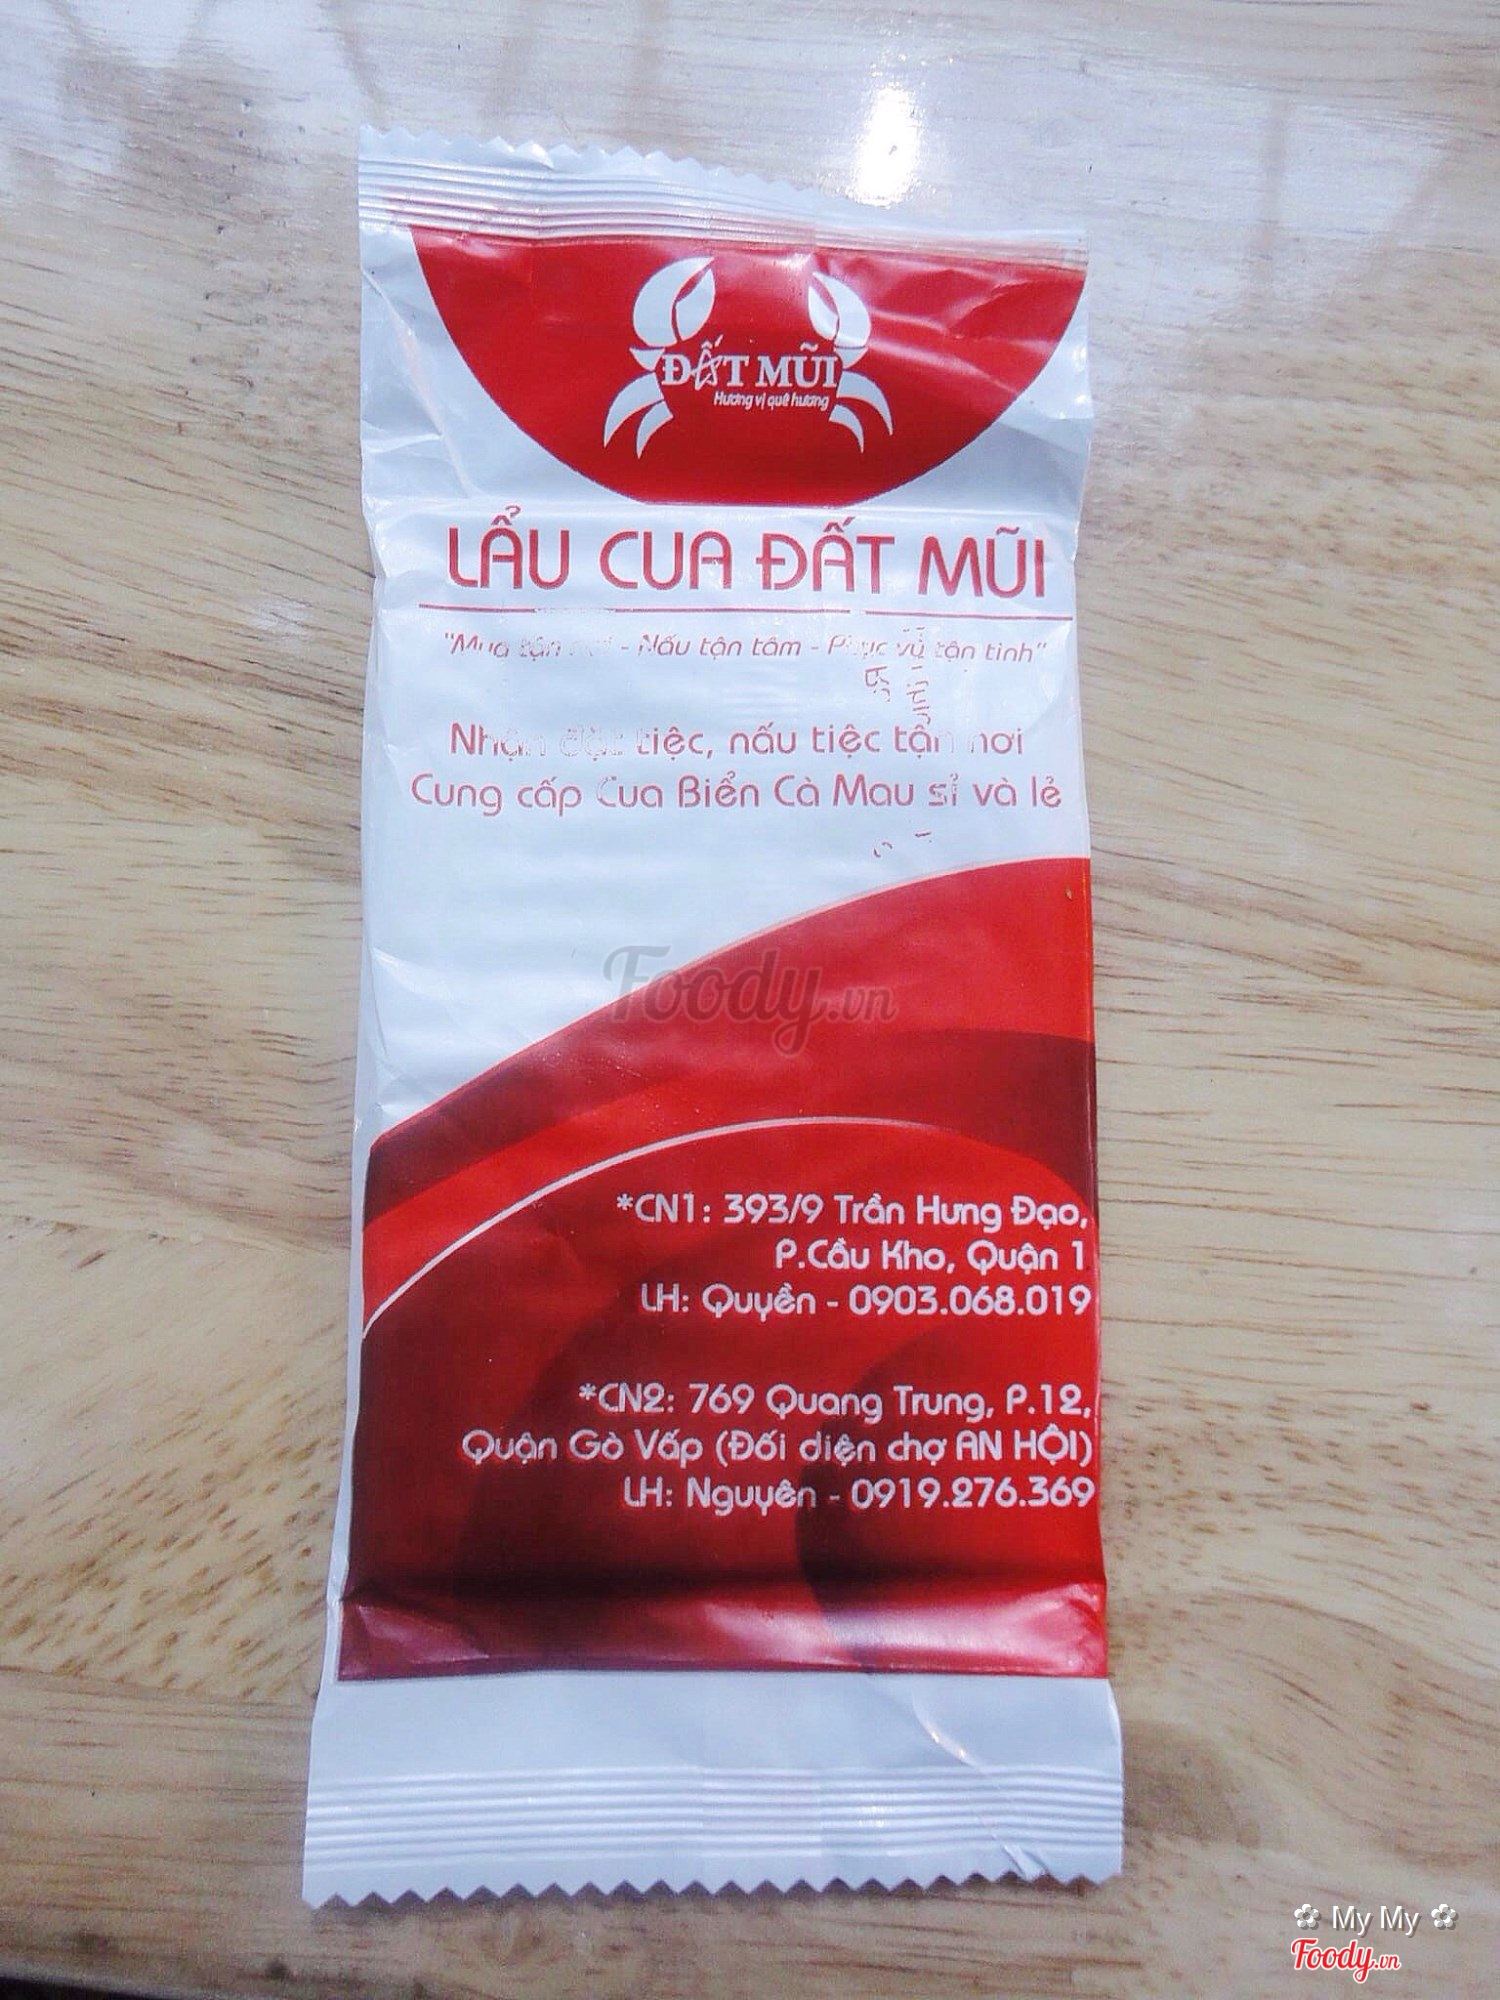 ĐẤT MŨI
Hương vị quê hương
LẨU CUA ĐẤT MŨI
"Mua tận nơi - Nấu tận tâm - Phục vụ tận tình"
Nhận đặt tiệc, nấu tiệc tận nơi
Cung cấp Cua Biển Cà Mau sỉ và lẻ
Foody.vn
*CN1: 393/9 Trần Hưng Đạo,
P.Cầu Kho, Quận 1
LH: Quyền - 0903.068.019
*CN2: 769 Quang Trung, P.12,
Quận Gò Vấp (Đối diện chợ AN HỘI)
LH: Nguyên - 0919.276.369
My My
Foody.vn